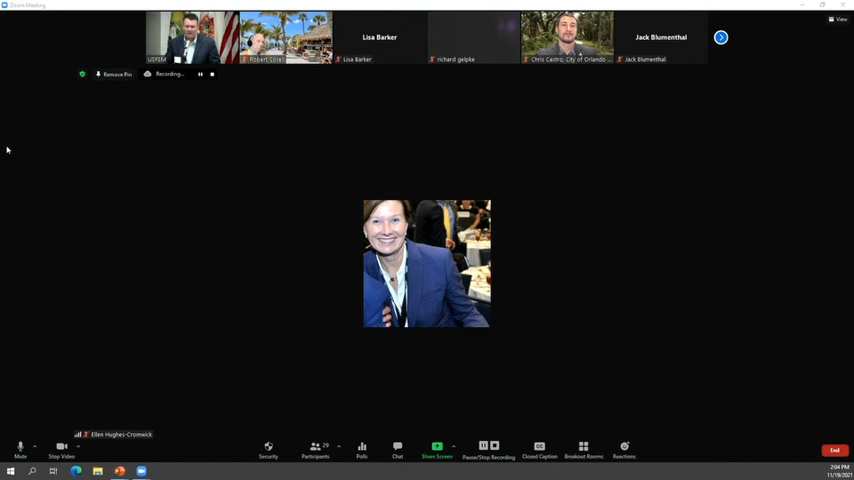 Zoom Meeting
View
Lisa Barker
Jack Blumenthal
USFSM
Robert Corell
Lisa Barker
richard gelpke
Chris Castro, City of Orlando ...
Jack Blumenthal
Remove Pin
Recording...
Ellen Hughes-Cromwick
Mute
Stop Video
Security
Participants
29
Polls
Chat
Share Screen
Pause/Stop Recording
CC
Closed Caption
Breakout Rooms
Reactions
End
2:04 PM
11/19/2021